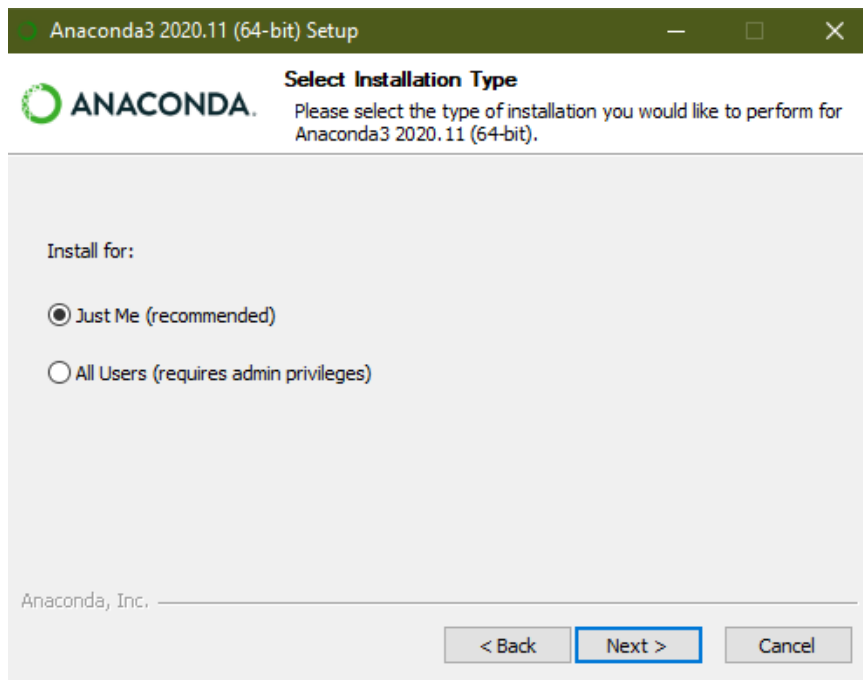 Anaconda3 2020.11 (64-bit) Setup
ANACONDA.
Select Installation Type
Please select the type of installation you would like to perform for
Anaconda3 2020.11 (64-bit).
Install for:
Just Me (recommended)
All Users (requires admin privileges)
Anaconda, Inc.
< Back
Next >
Cancel